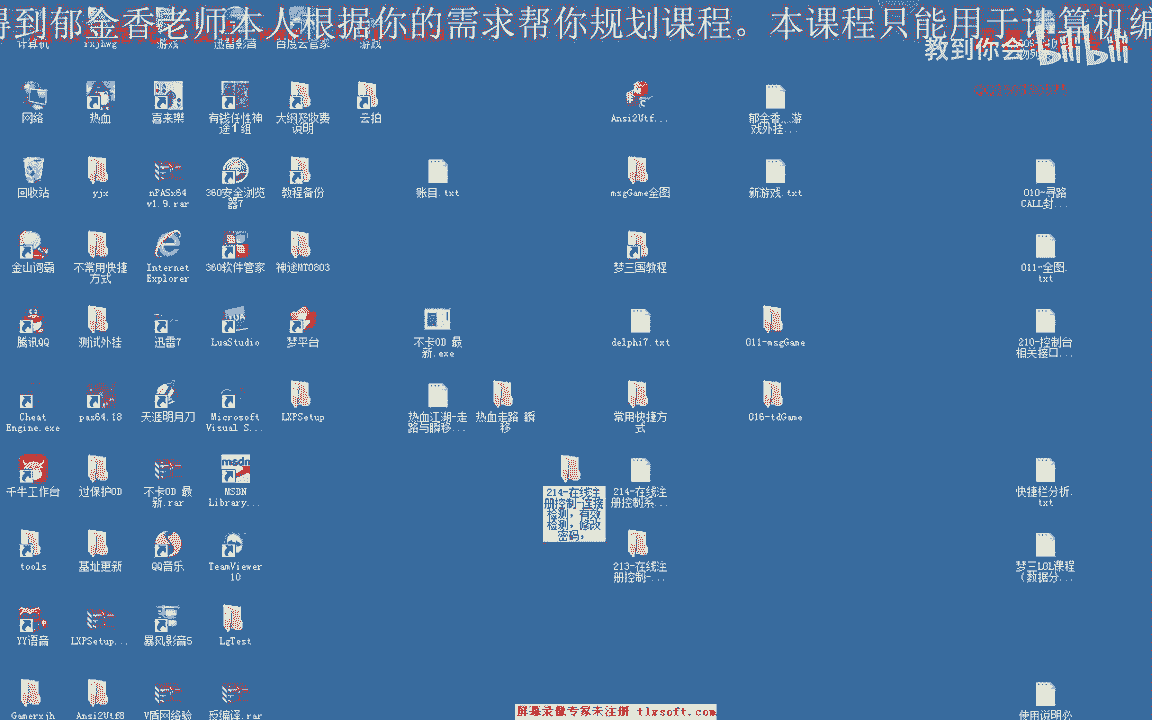 得到郁金香老师本人根据你的需求帮你规划课程。本课程只能用于计算机编
教到你会
bilibili
计算机
rxjhwg
游戏
迅雷影音
百度云管家
游戏
网络
热血
喜来乐
有钱任性神
途1组
大纲及收费
说明
云拍
Ansi2Utf...
郁金香...游
戏外挂...
回收站
yjx
nPASx64
v1.9.rar
360安全浏览
器7
教程备份
账目.txt
msgGame全图
新游戏.txt
010~寻路
CALL封...
金山词霸
不常用快捷
方式
Internet
Explorer
360软件管家
神途MT0803
梦三国教程
011-全图.
txt
腾讯QQ
测试外挂
迅雷7
LuaStudio
梦平台
不卡OD 最
新.exe
delphi7.txt
011-msgGame
210-控制台
相关接口...
Cheat
Engine.exe
pas64.18
天涯明月刀
Microsoft
Visual S...
LXPSetup
热血江湖-走
路与瞬移...
热血走路 瞬
移
常用快捷方
式
016-tdGame
千牛工作台
过保护OD
不卡OD 最
新.rar
MSDN
Library...
214-在线注
册控制-连接
检测，有效
检测，修改
密码，
214-在线注
册控制系...
快捷栏分析.
txt
tools
基址更新
QQ音乐
TeamViewer
10
213-在线注
册控制-...
梦三LGL课程
（数据分...
YY语音
LXPSetup...
暴风影音5
LgTest
Gamerxjh
Ansi2Utf8
V盾网络验
反编译.rar
使用说明必
屏幕录像专家未注册 tlxsoft.com